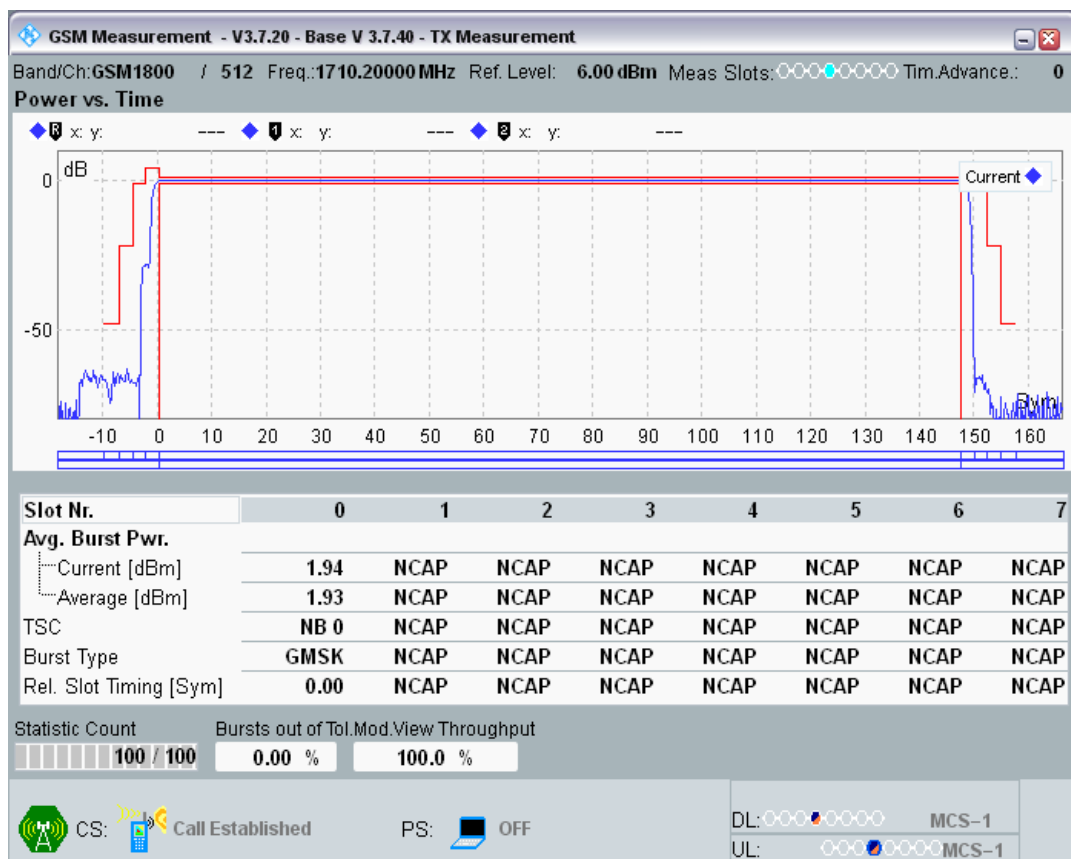 GSM Measurement - V3.7.20 - Base V 3.7.40 - TX Measurement
Band/Ch:GSM1800 / 512 Freq.:1710.20000 MHz Ref. Level: 6.00 dBm Meas Slots: Tim.Advance.: 0
Power vs. Time
R x: y: --- 1 x: y: --- 2 x: y: ---
dB
Current
0
-50
Sym
-10 0 10 20 30 40 50 60 70 80 90 100 110 120 130 140 150 160
Slot Nr. 0 1 2 3 4 5 6 7
Avg. Burst Pwr.
Current [dBm] 1.94 NCAP NCAP NCAP NCAP NCAP NCAP NCAP
Average [dBm] 1.93 NCAP NCAP NCAP NCAP NCAP NCAP NCAP
TSC NB 0 NCAP NCAP NCAP NCAP NCAP NCAP NCAP
Burst Type GMSK NCAP NCAP NCAP NCAP NCAP NCAP NCAP
Rel. Slot Timing [Sym] 0.00 NCAP NCAP NCAP NCAP NCAP NCAP NCAP
Statistic Count Bursts out of Tol.Mod.View Throughput
100 / 100 0.00 % 100.0 %
CS: Call Established PS: OFF DL: MCS-1
UL: MCS-1